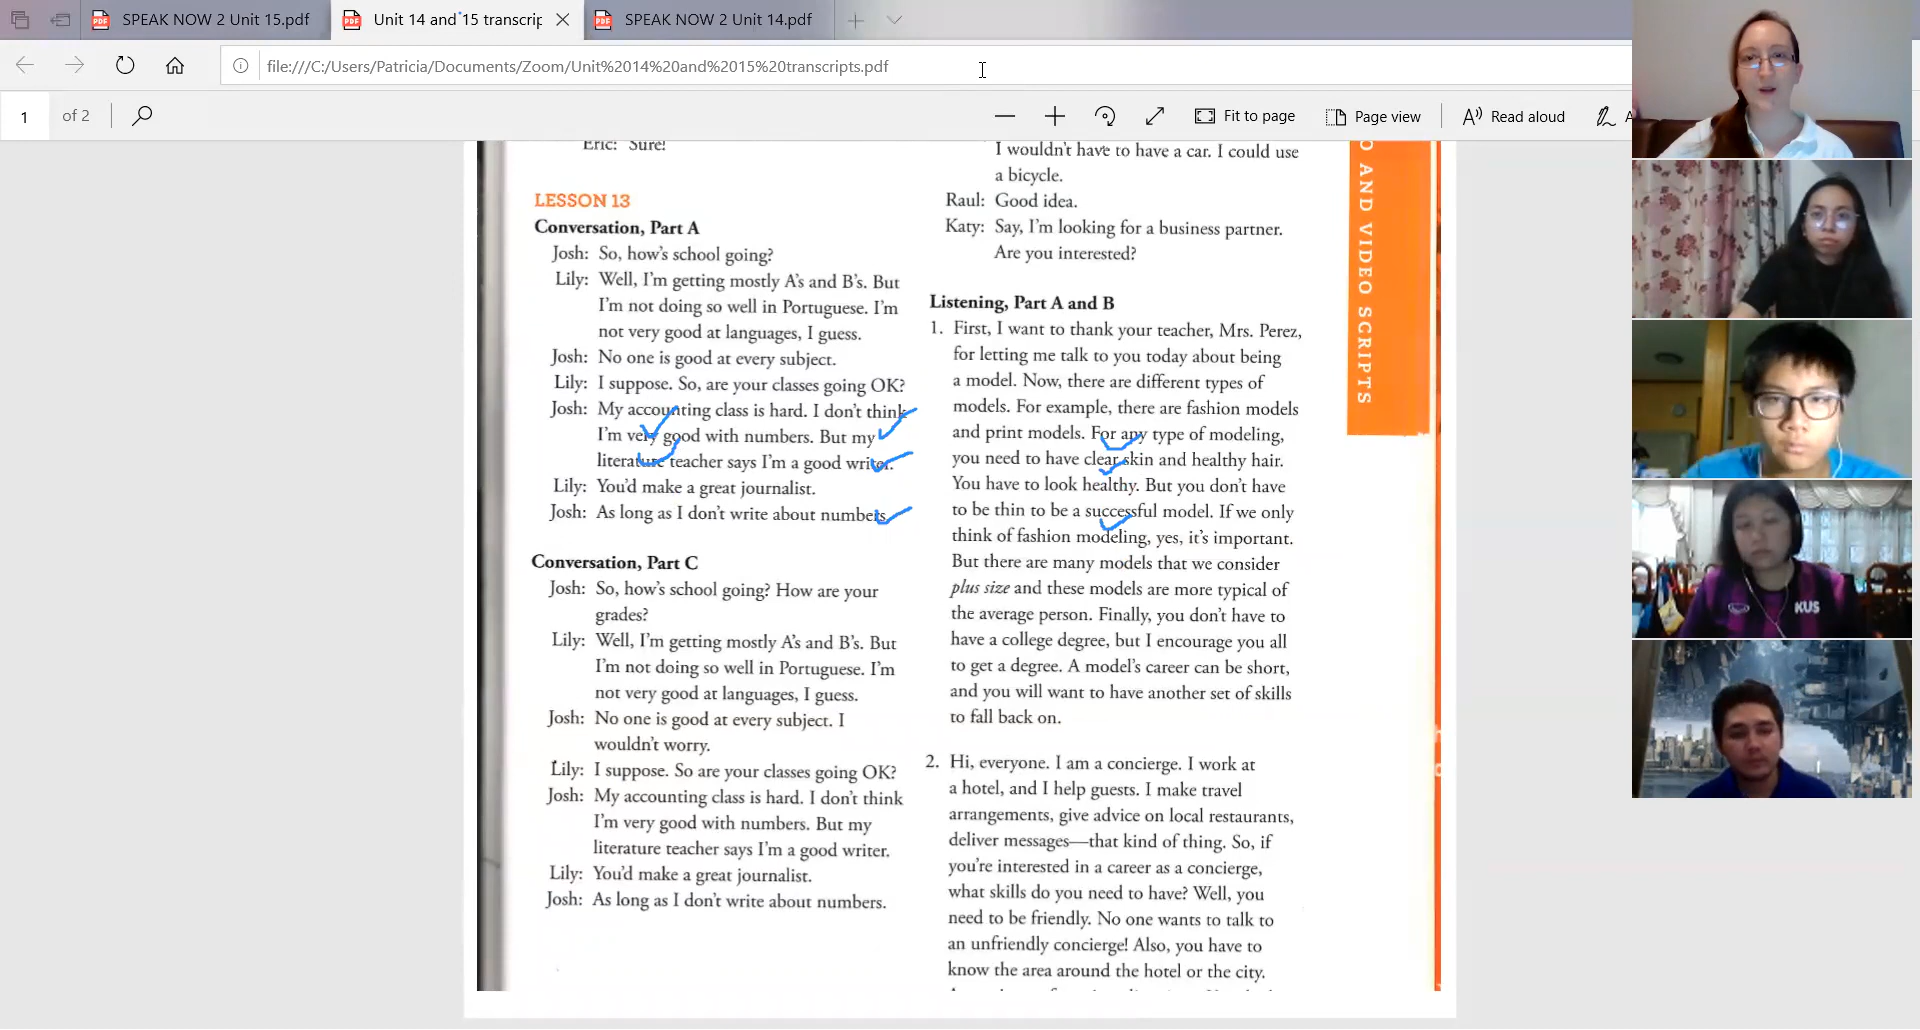 SPEAK NOW 2 Unit 15.pdf
Unit 14 and 15 transcrip
SPEAK NOW 2 Unit 14.pdf
file:///C:/Users/Patricia/Documents/Zoom/Unit%2014%20and%2015%20transcripts.pdf
1 of 2
Fit to page
Page view
Read aloud
Eric: Sure!
LESSON 13
Conversation, Part A
Josh: So, how's school going?
Lily: Well, I'm getting mostly A's and B's. But
I'm not doing so well in Portuguese. I'm
not very good at languages, I guess.
Josh: No one is good at every subject.
Lily: I suppose. So, are your classes going OK?
Josh: My accounting class is hard. I don't think
I'm very good with numbers. But my
literature teacher says I'm a good writer.
Lily: You'd make a great journalist.
Josh: As long as I don't write about numbers.
Conversation, Part C
Josh: So, how's school going? How are your
grades?
Lily: Well, I'm getting mostly A's and B's. But
I'm not doing so well in Portuguese. I'm
not very good at languages, I guess.
Josh: No one is good at every subject. I
wouldn't worry.
Lily: I suppose. So are your classes going OK?
Josh: My accounting class is hard. I don't think
I'm very good with numbers. But my
literature teacher says I'm a good writer.
Lily: You'd make a great journalist.
Josh: As long as I don't write about numbers.
I wouldn't have to have a car. I could use
a bicycle.
Raul: Good idea.
Katy: Say, I'm looking for a business partner.
Are you interested?
Listening, Part A and B
1. First, I want to thank your teacher, Mrs. Perez,
for letting me talk to you today about being
a model. Now, there are different types of
models. For example, there are fashion models
and print models. For any type of modeling,
you need to have clear skin and healthy hair.
You have to look healthy. But you don't have
to be thin to be a successful model. If we only
think of fashion modeling, yes, it's important.
But there are many models that we consider
plus size and these models are more typical of
the average person. Finally, you don't have to
have a college degree, but I encourage you all
to get a degree. A model's career can be short,
and you will want to have another set of skills
to fall back on.
2. Hi, everyone. I am a concierge. I work at
a hotel, and I help guests. I make travel
arrangements, give advice on local restaurants,
deliver messages—that kind of thing. So, if
you're interested in a career as a concierge,
what skills do you need to have? Well, you
need to be friendly. No one wants to talk to
an unfriendly concierge! Also, you have to
know the area around the hotel or the city.
O AND VIDEO SCRIPTS
KUS